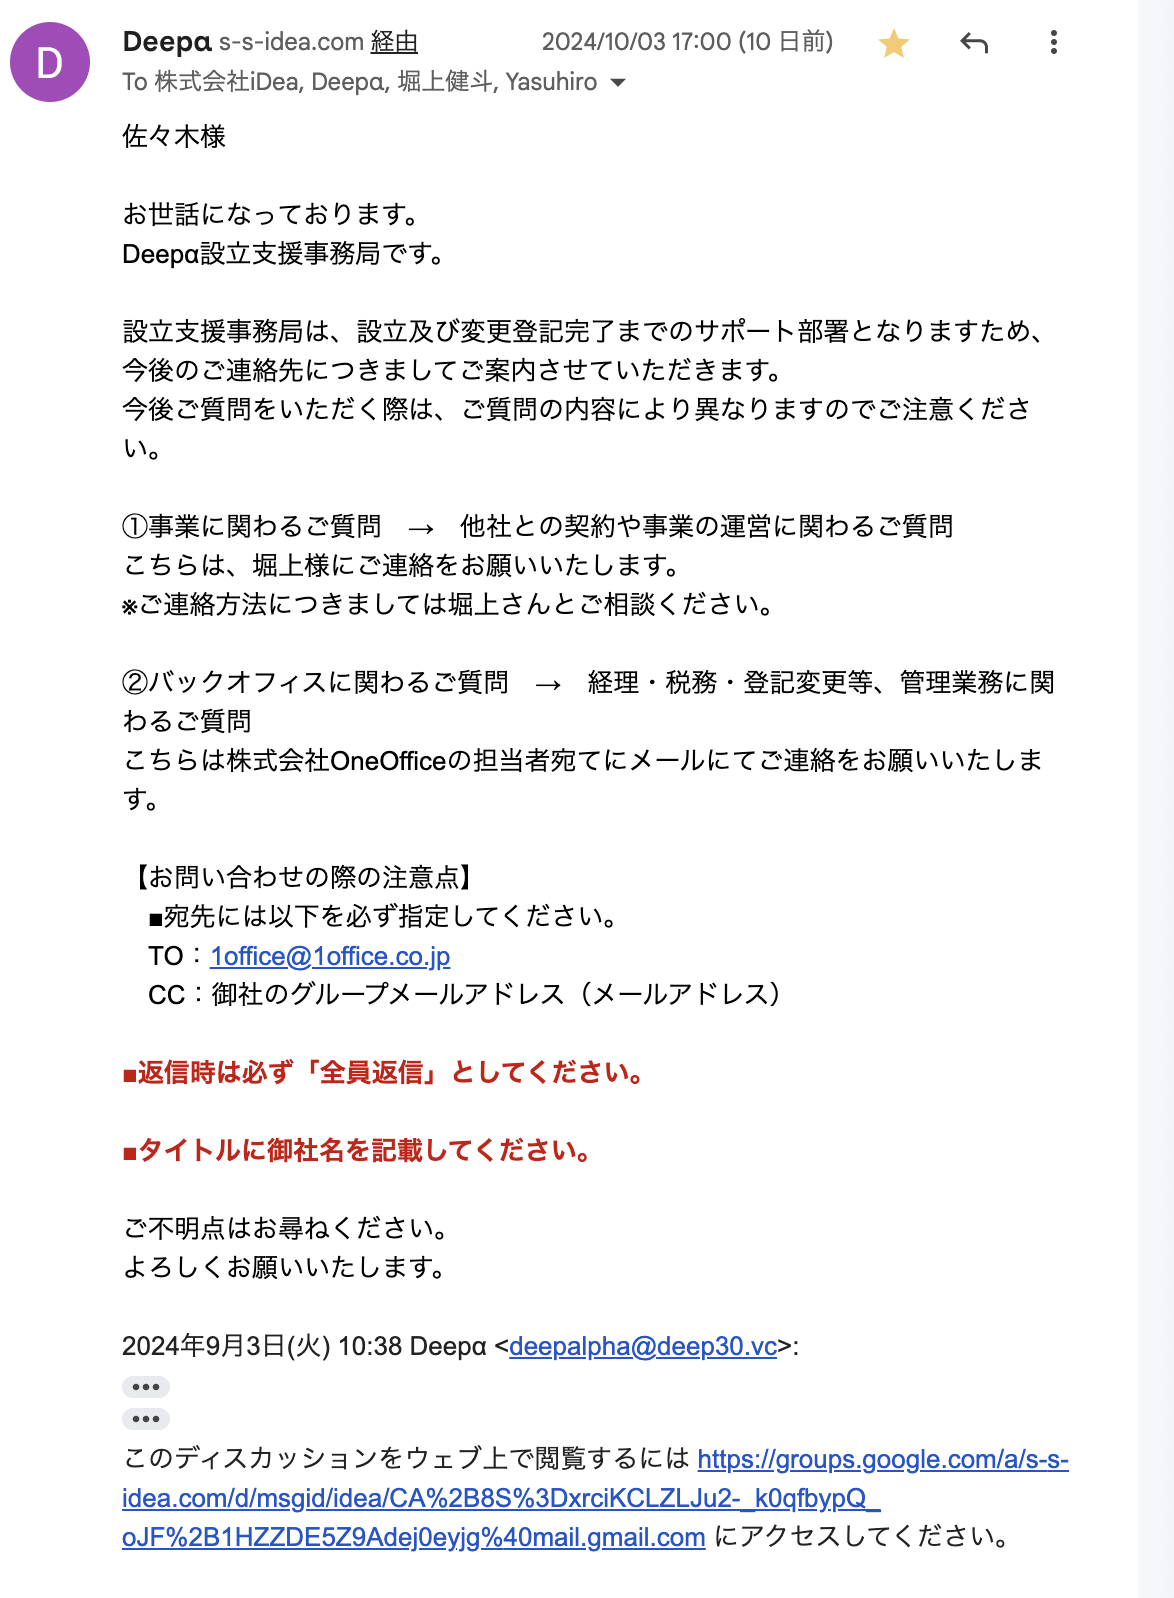 D
Deepα s-s-idea.com 経由 2024/10/03 17:00 (10 日前)
To 株式会社iDea, Deepα, 堀上健斗, Yasuhiro
佐々木様
お世話になっております。
Deepα設立支援事務局です。
設立支援事務局は、設立及び変更登記完了までのサポート部署となりますため、
今後のご連絡先につきましてご案内させていただきます。
今後ご質問をいただく際は、ご質問の内容により異なりますのでご注意くださ
い。
①事業に関わるご質問　→　他社との契約や事業の運営に関わるご質問
こちらは、堀上様にご連絡をお願いいたします。
※ご連絡方法につきましては堀上さんとご相談ください。
②バックオフィスに関わるご質問　→　経理・税務・登記変更等、管理業務に関
わるご質問
こちらは株式会社OneOfficeの担当者宛てにメールにてご連絡をお願いいたしま
す。
【お問い合わせの際の注意点】
■宛先には以下を必ず指定してください。
TO：1office@1office.co.jp
CC：御社のグループメールアドレス（メールアドレス）
■返信時は必ず「全員返信」としてください。
■タイトルに御社名を記載してください。
ご不明点はお尋ねください。
よろしくお願いいたします。
2024年9月3日(火) 10:38 Deepα <deepalpha@deep30.vc>:
このディスカッションをウェブ上で閲覧するには https://groups.google.com/a/s-s-
idea.com/d/msgid/idea/CA%2B8S%3DxrciKCLZLJu2-_k0qfbypQ_
oJF%2B1HZZDE5Z9Adej0eyjg%40mail.gmail.com にアクセスしてください。